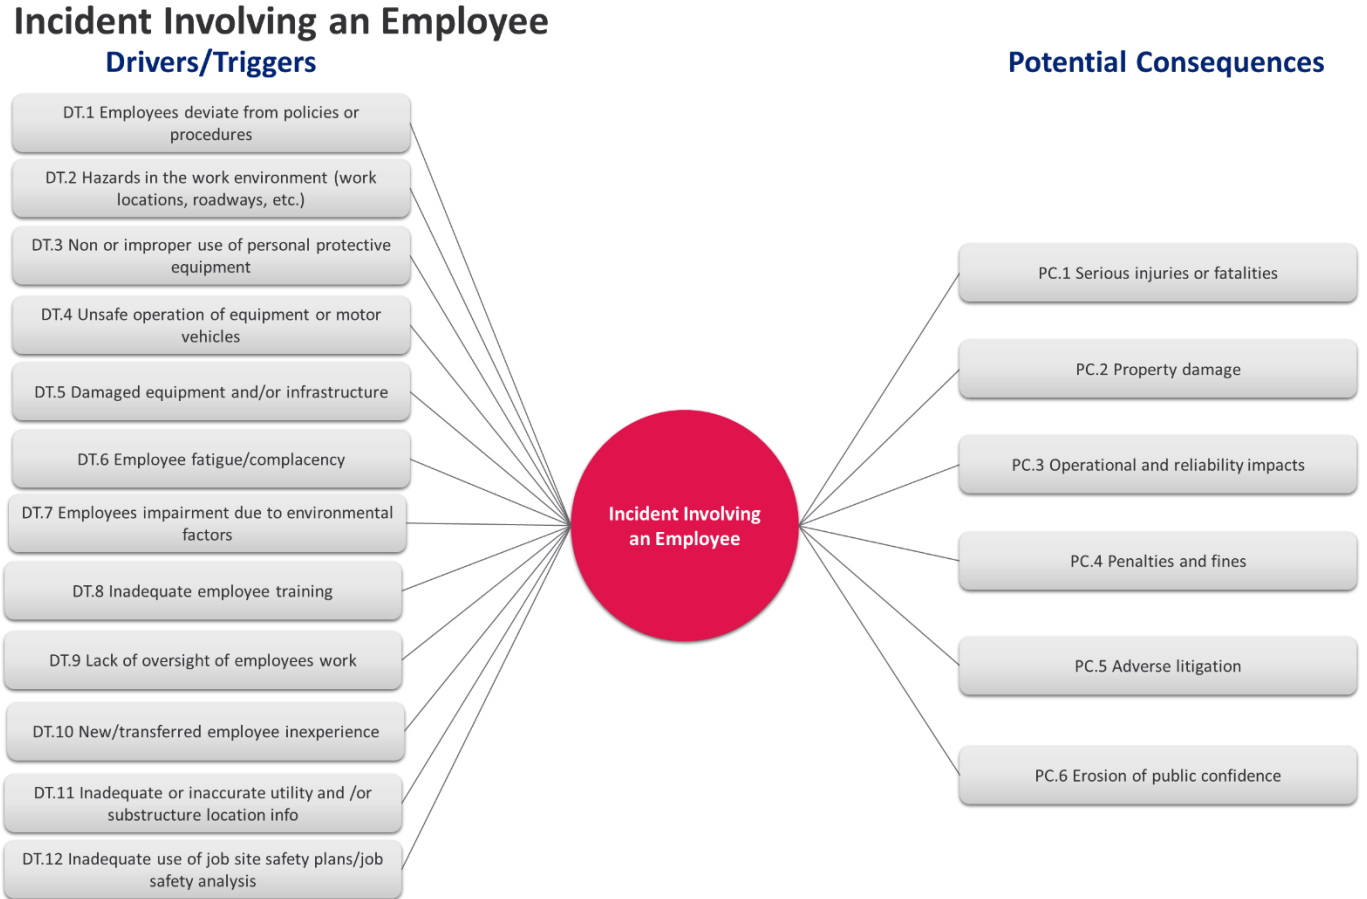 Incident Involving an Employee
Drivers/Triggers
DT.1 Employees deviate from policies or
procedures
DT.2 Hazards in the work environment (work
locations, roadways, etc.)
DT.3 Non or improper use of personal protective
equipment
DT.4 Unsafe operation of equipment or motor
vehicles
DT.5 Damaged equipment and/or infrastructure
DT.6 Employee fatigue/complacency
DT.7 Employees impairment due to environmental
factors
DT.8 Inadequate employee training
DT.9 Lack of oversight of employees work
DT.10 New/transferred employee inexperience
DT.11 Inadequate or inaccurate utility and /or
substructure location info
DT.12 Inadequate use of job site safety plans/job
safety analysis
Incident Involving
an Employee
Potential Consequences
PC.1 Serious injuries or fatalities
PC.2 Property damage
PC.3 Operational and reliability impacts
PC.4 Penalties and fines
PC.5 Adverse litigation
PC.6 Erosion of public confidence